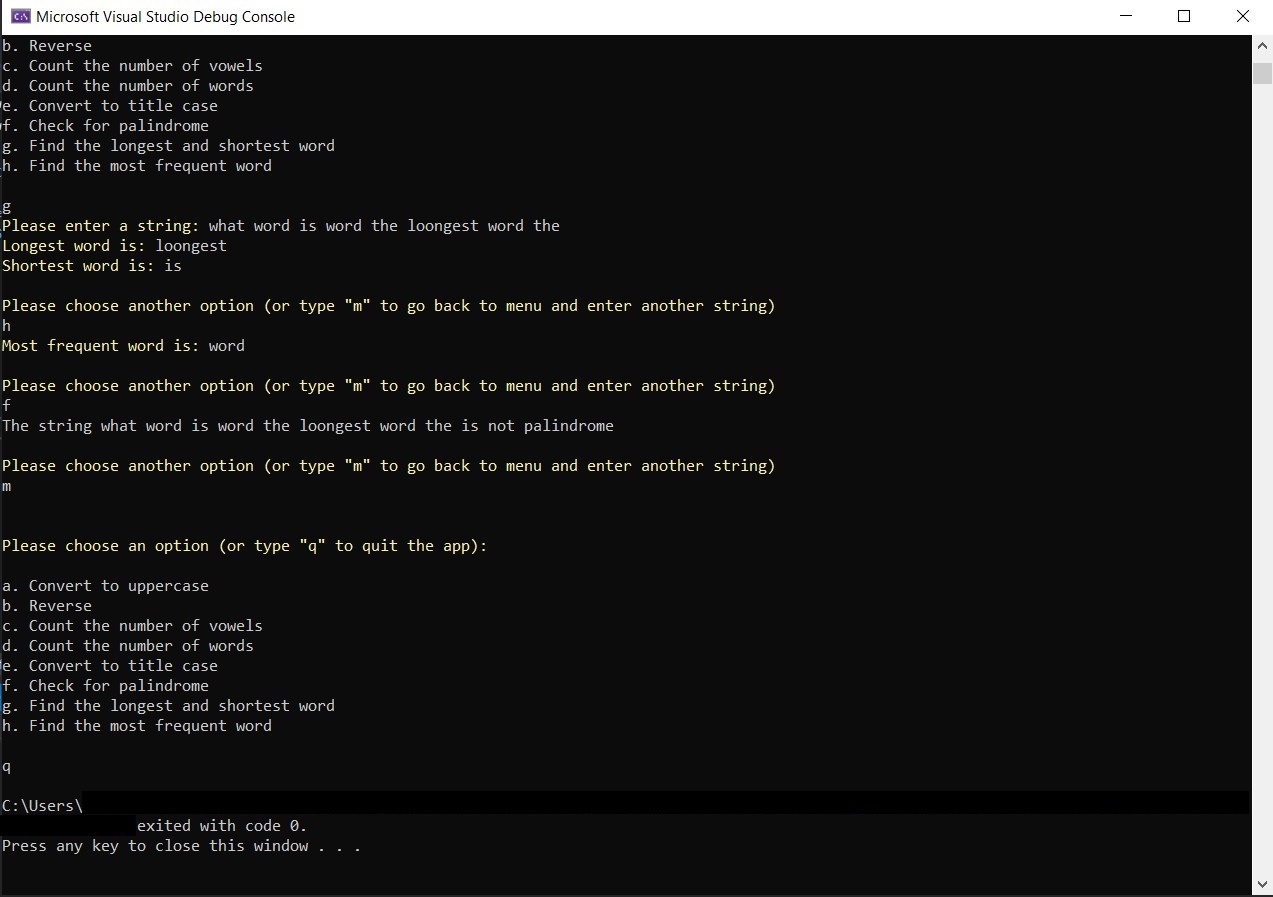 Microsoft Visual Studio Debug Console
b. Reverse
c. Count the number of vowels
d. Count the number of words
e. Convert to title case
f. Check for palindrome
g. Find the longest and shortest word
h. Find the most frequent word
g
Please enter a string: what word is word the loongest word the
Longest word is: loongest
Shortest word is: is
Please choose another option (or type "m" to go back to menu and enter another string)
h
Most frequent word is: word
Please choose another option (or type "m" to go back to menu and enter another string)
f
The string what word is word the loongest word the is not palindrome
Please choose another option (or type "m" to go back to menu and enter another string)
m
Please choose an option (or type "q" to quit the app):
a. Convert to uppercase
b. Reverse
c. Count the number of vowels
d. Count the number of words
e. Convert to title case
f. Check for palindrome
g. Find the longest and shortest word
h. Find the most frequent word
q
C:\Users\
exited with code 0.
Press any key to close this window . . .